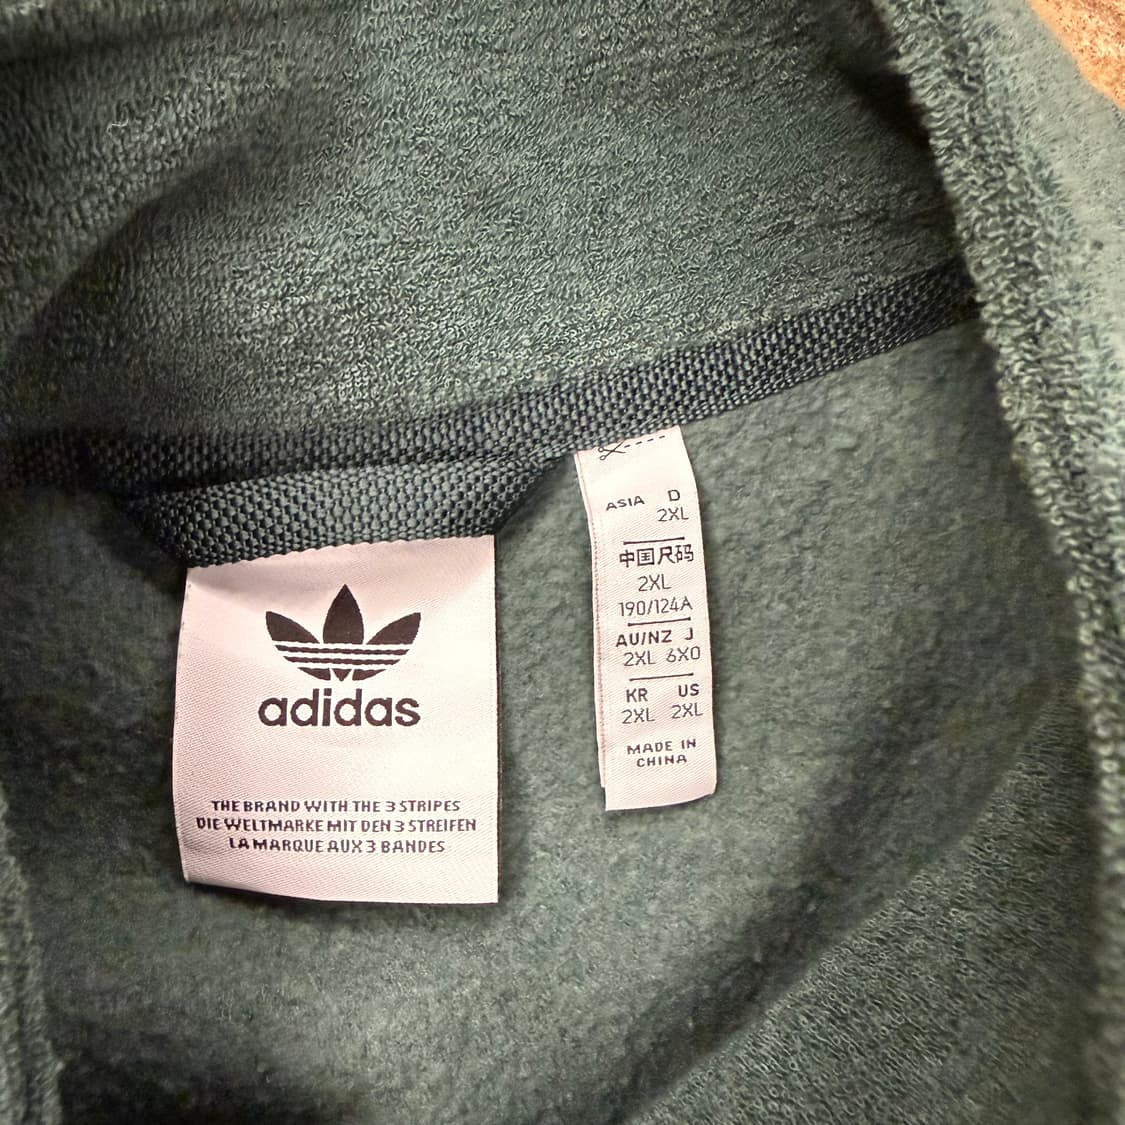 adidas
THE BRAND WITH THE 3 STRIPES
DIE WELTMARKE MIT DEN 3 STREIFEN
LA MARQUE AUX 3 BANDES
ASIA D
2XL
中国尺码
2XL
190/124A
AU/NZ J
2XL 6XO
KR US
2XL 2XL
MADE IN
CHINA